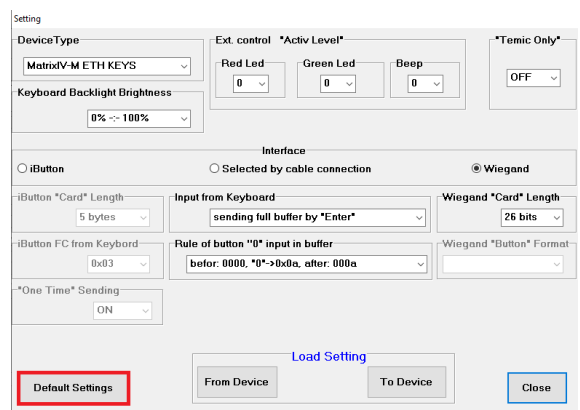 Setting
DeviceType
MatrixIV-M ETH KEYS
Keyboard Backlight Brightness
0% -:- 100%
Ext. control "Activ Level"
Red Led
0
Green Led
0
Beep
0
"Temic Only"
OFF
Interface
iButton
Selected by cable connection
Wiegand
iButton "Card" Length
5 bytes
Input from Keyboard
sending full buffer by "Enter"
Wiegand "Card" Length
26 bits
iButton FC from Keybord
0x03
Rule of button "0" input in buffer
befor: 0000, "0"->0x0a, after: 000a
Wiegand "Button" Format
"One Time" Sending
ON
Load Setting
Default Settings
From Device
To Device
Close